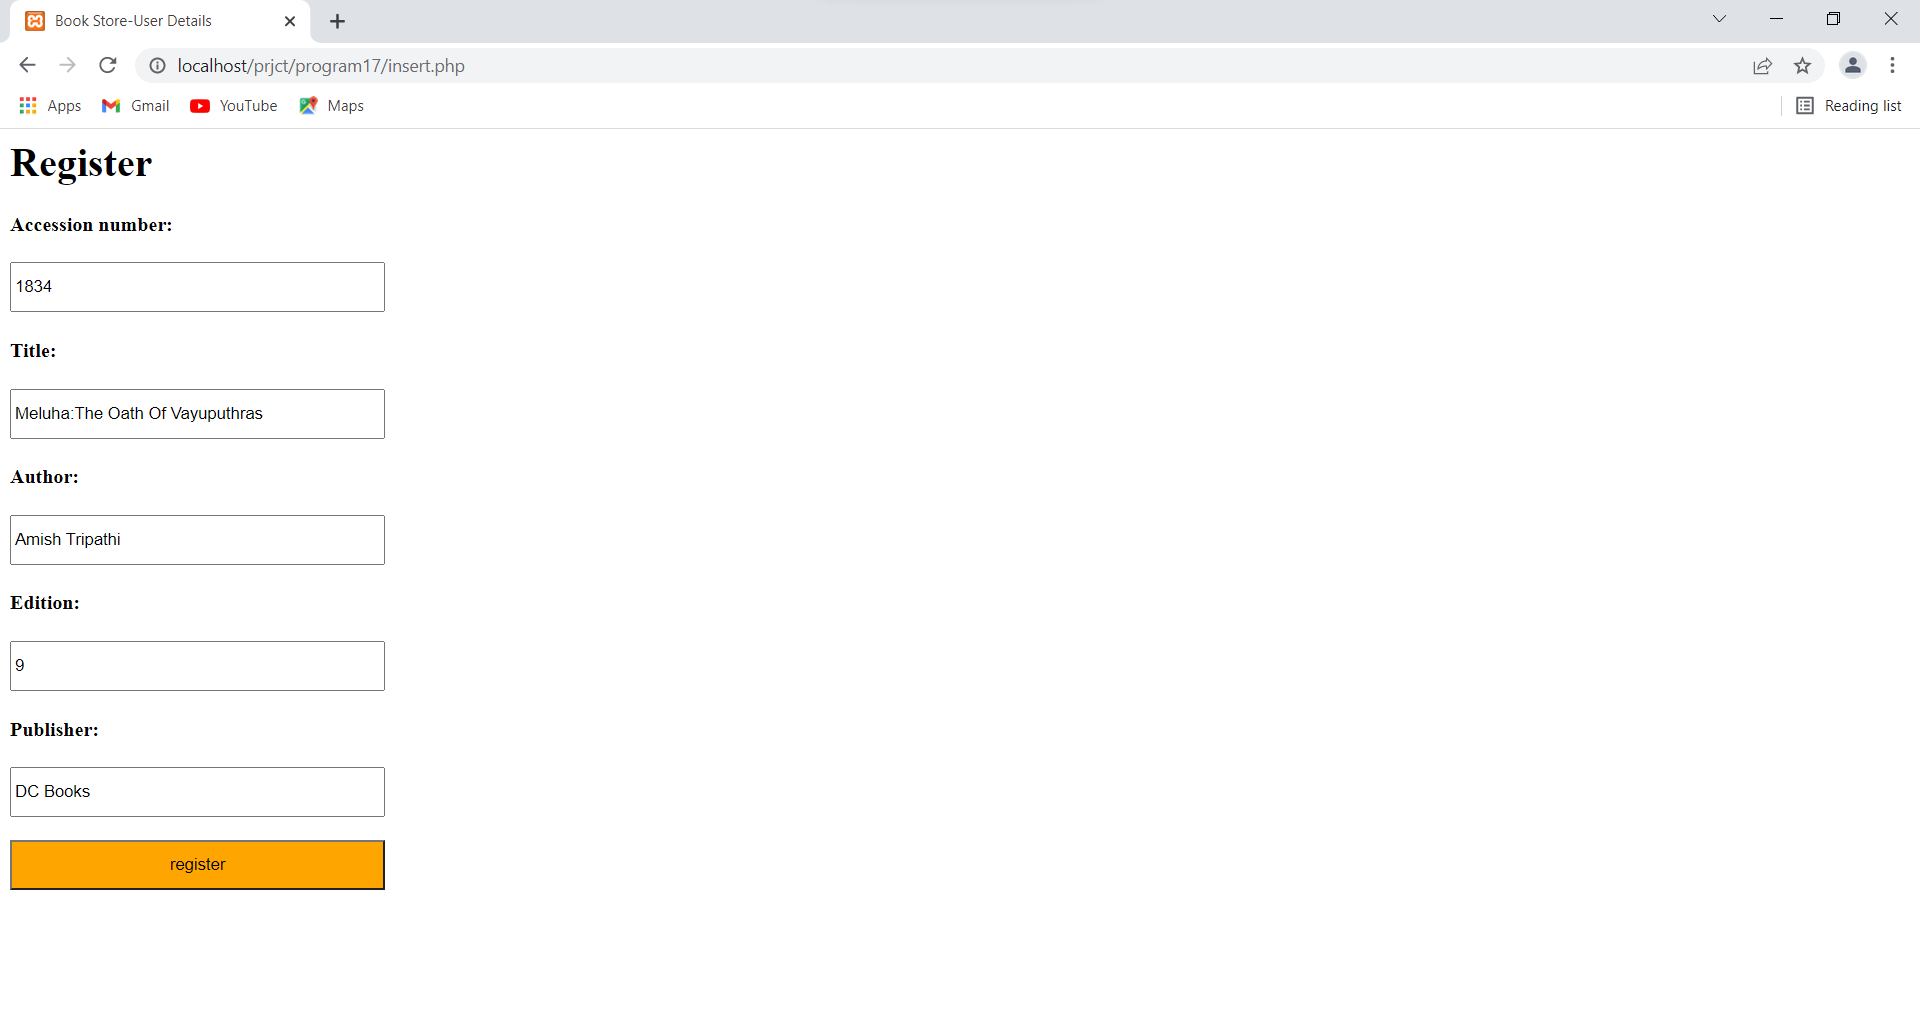 Book Store-User Details
localhost/prjct/program17/insert.php
Apps Gmail YouTube Maps Reading list
Register
Accession number:
1834
Title:
Meluha:The Oath Of Vayuputhras
Author:
Amish Tripathi
Edition:
9
Publisher:
DC Books
register